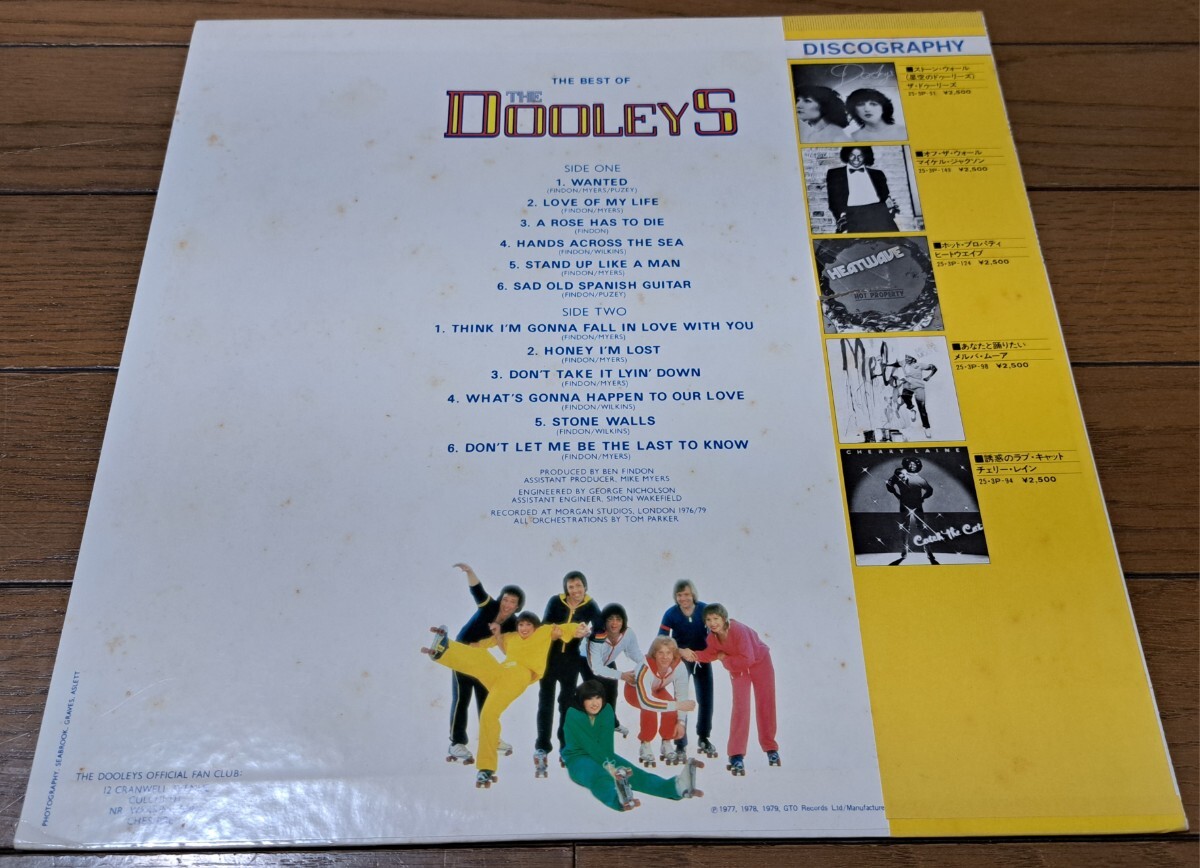 THE BEST OF
THE
DOOLEYS
SIDE ONE
1. WANTED
(FINDON/MYERS/PUZEY)
2. LOVE OF MY LIFE
(FINDON/MYERS)
3. A ROSE HAS TO DIE
(FINDON)
4. HANDS ACROSS THE SEA
(FINDON/WILKINS)
5. STAND UP LIKE A MAN
(FINDON/MYERS)
6. SAD OLD SPANISH GUITAR
(FINDON/PUZEY)
SIDE TWO
1. THINK I'M GONNA FALL IN LOVE WITH YOU
(FINDON/MYERS)
2. HONEY I'M LOST
(FINDON/MYERS)
3. DON'T TAKE IT LYIN' DOWN
(FINDON/MYERS)
4. WHAT'S GONNA HAPPEN TO OUR LOVE
(FINDON/WILKINS)
5. STONE WALLS
(FINDON/WILKINS)
6. DON'T LET ME BE THE LAST TO KNOW
(FINDON/MYERS)
PRODUCED BY BEN FINDON
ASSISTANT PRODUCER, MIKE MYERS
ENGINEERED BY GEORGE NICHOLSON
ASSISTANT ENGINEER, SIMON WAKEFIELD
RECORDED AT MORGAN STUDIOS, LONDON 1976/79
ALL ORCHESTRATIONS BY TOM PARKER
PHOTOGRAPHY SEABROOK, GRAVES, ASLETT
THE DOOLEYS OFFICIAL FAN CLUB:
12 CRANWELL
NR
℗1977, 1978, 1979, GTO Records Ltd/Manufacture
DISCOGRAPHY
■ストーン・ウォール
(星空のドゥーリーズ)
ザ・ドゥーリーズ
¥2,500
■オフ・ザ・ウォール
マイケル・ジャクソン
25・3P-149 ¥2,500
■ホット・プロパティ
ヒートウエイブ
25・3P-124 ¥2,500
HEATWAVE
HOT PROPERTY
■あなたと踊りたい
メルバ・ムーア
25・3P-98 ¥2,500
■誘惑のラブ・キャット
チェリー・レイン
25・3P-94 ¥2,500
CHERRY LAINE
Catch the Cat